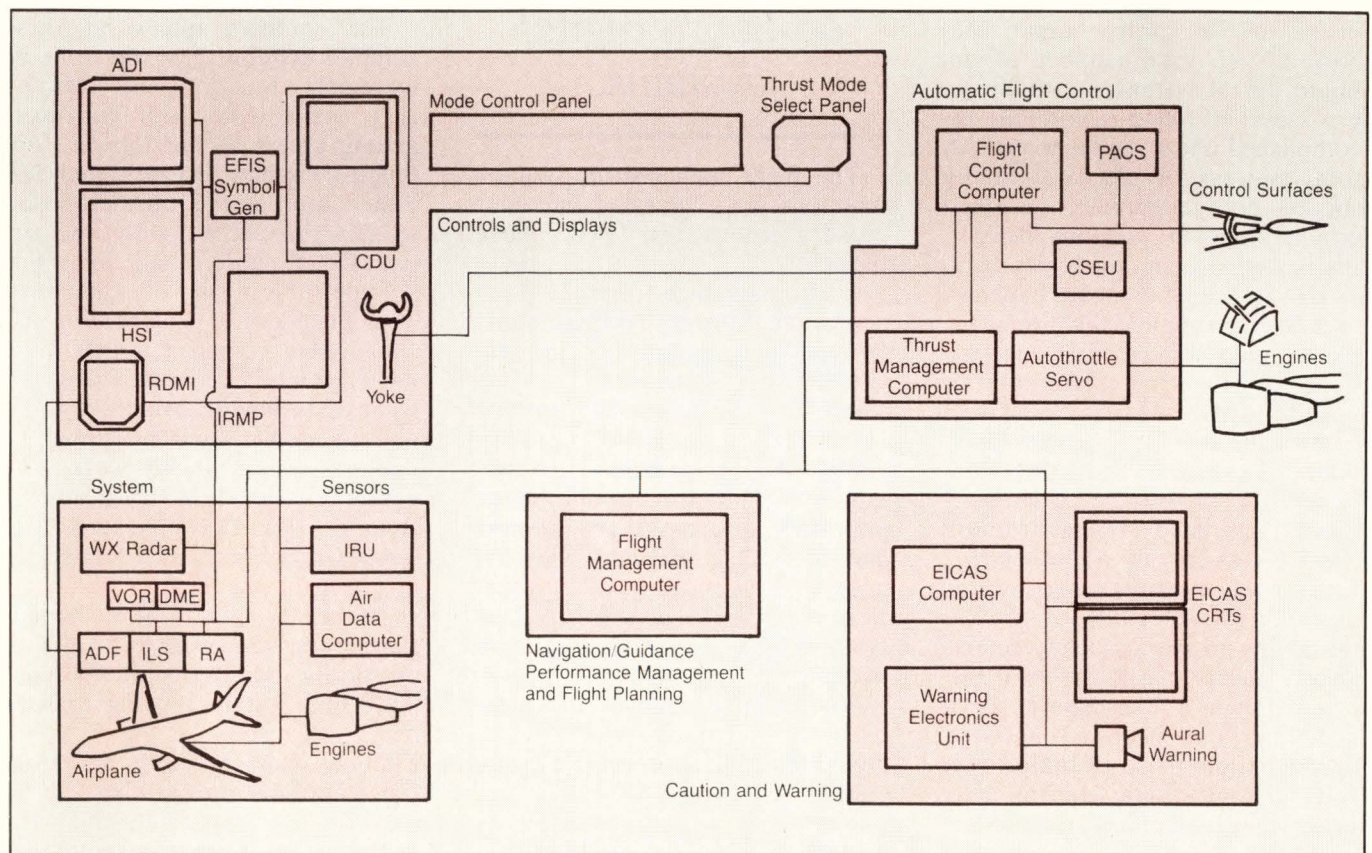 ADI
Mode Control Panel
Thrust Mode
Select Panel
EFIS
Symbol
Gen
Controls and Displays
CDU
HSI
RDMI
IRMP
Yoke
Automatic Flight Control
Flight
Control
Computer
PACS
Control Surfaces
CSEU
Thrust
Management
Computer
Autothrottle
Servo
Engines
System
Sensors
WX Radar
IRU
VOR DME
Air
Data
Computer
ADF ILS RA
Engines
Airplane
Flight
Management
Computer
Navigation/Guidance
Performance Management
and Flight Planning
EICAS
Computer
EICAS
CRTs
Warning
Electronics
Unit
Aural
Warning
Caution and Warning